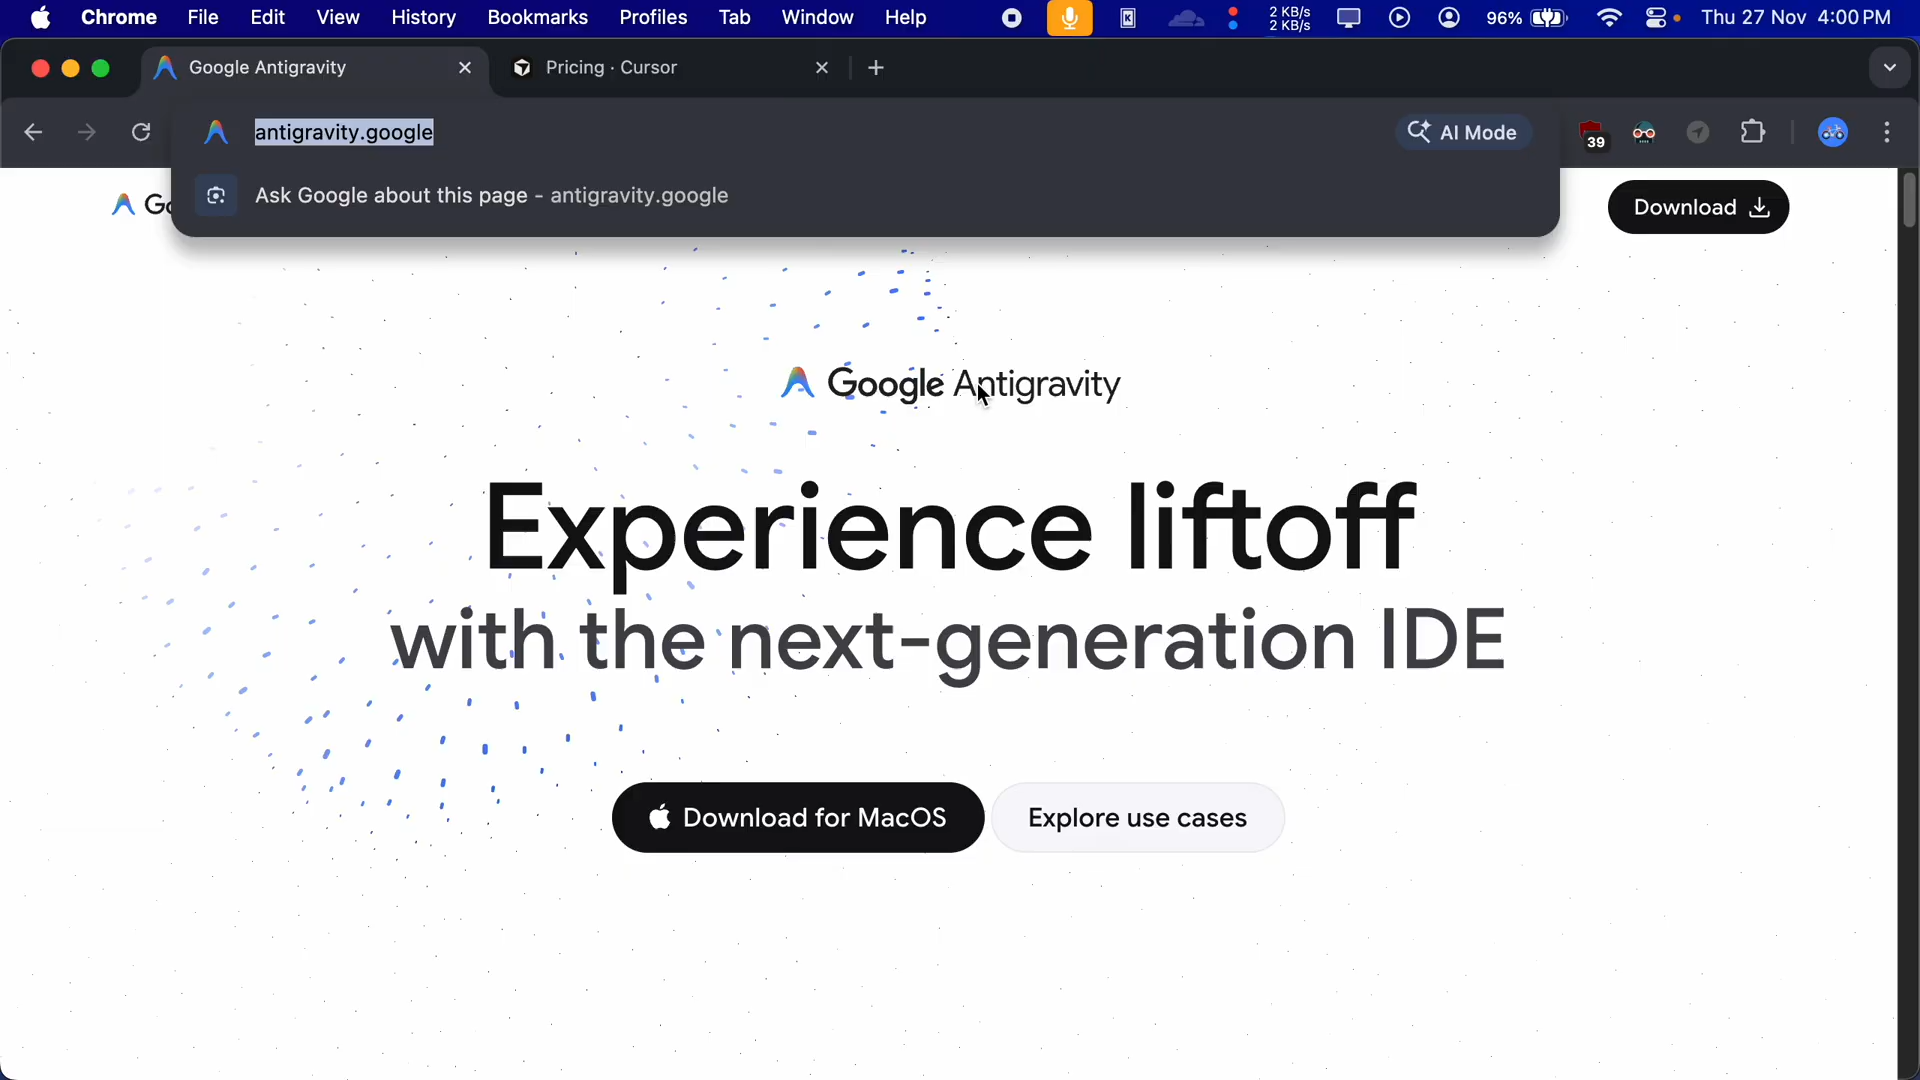 Chrome File Edit View History Bookmarks Profiles Tab Window Help 2 KB/s 96% Thu 27 Nov 4:00 PM
2 KB/s
Google Antigravity Pricing · Cursor
antigravity.google AI Mode 39
Ask Google about this page - antigravity.google
Go Download
Google Antigravity
Experience liftoff
with the next-generation IDE
Download for MacOS Explore use cases